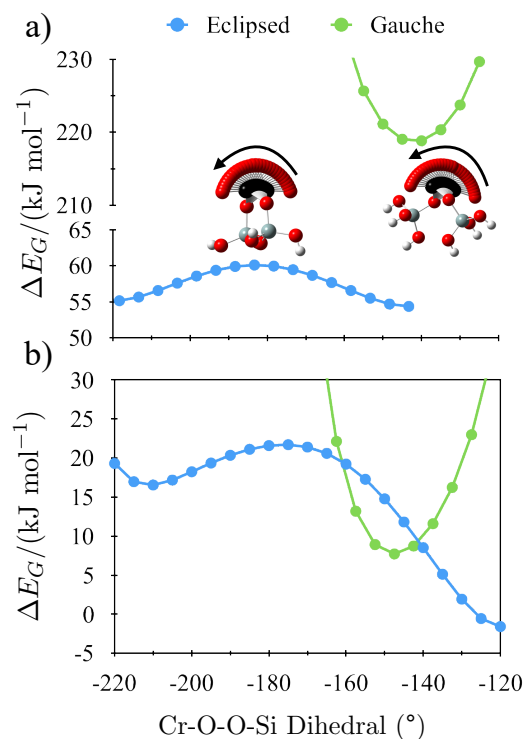 Eclipsed Gauche
a)
230
220
210
65
60
55
50
ΔE_G/(kJ mol⁻¹)
b)
30
25
20
15
10
5
0
-5
ΔE_G/(kJ mol⁻¹)
-220 -200 -180 -160 -140 -120
Cr-O-O-Si Dihedral (°)